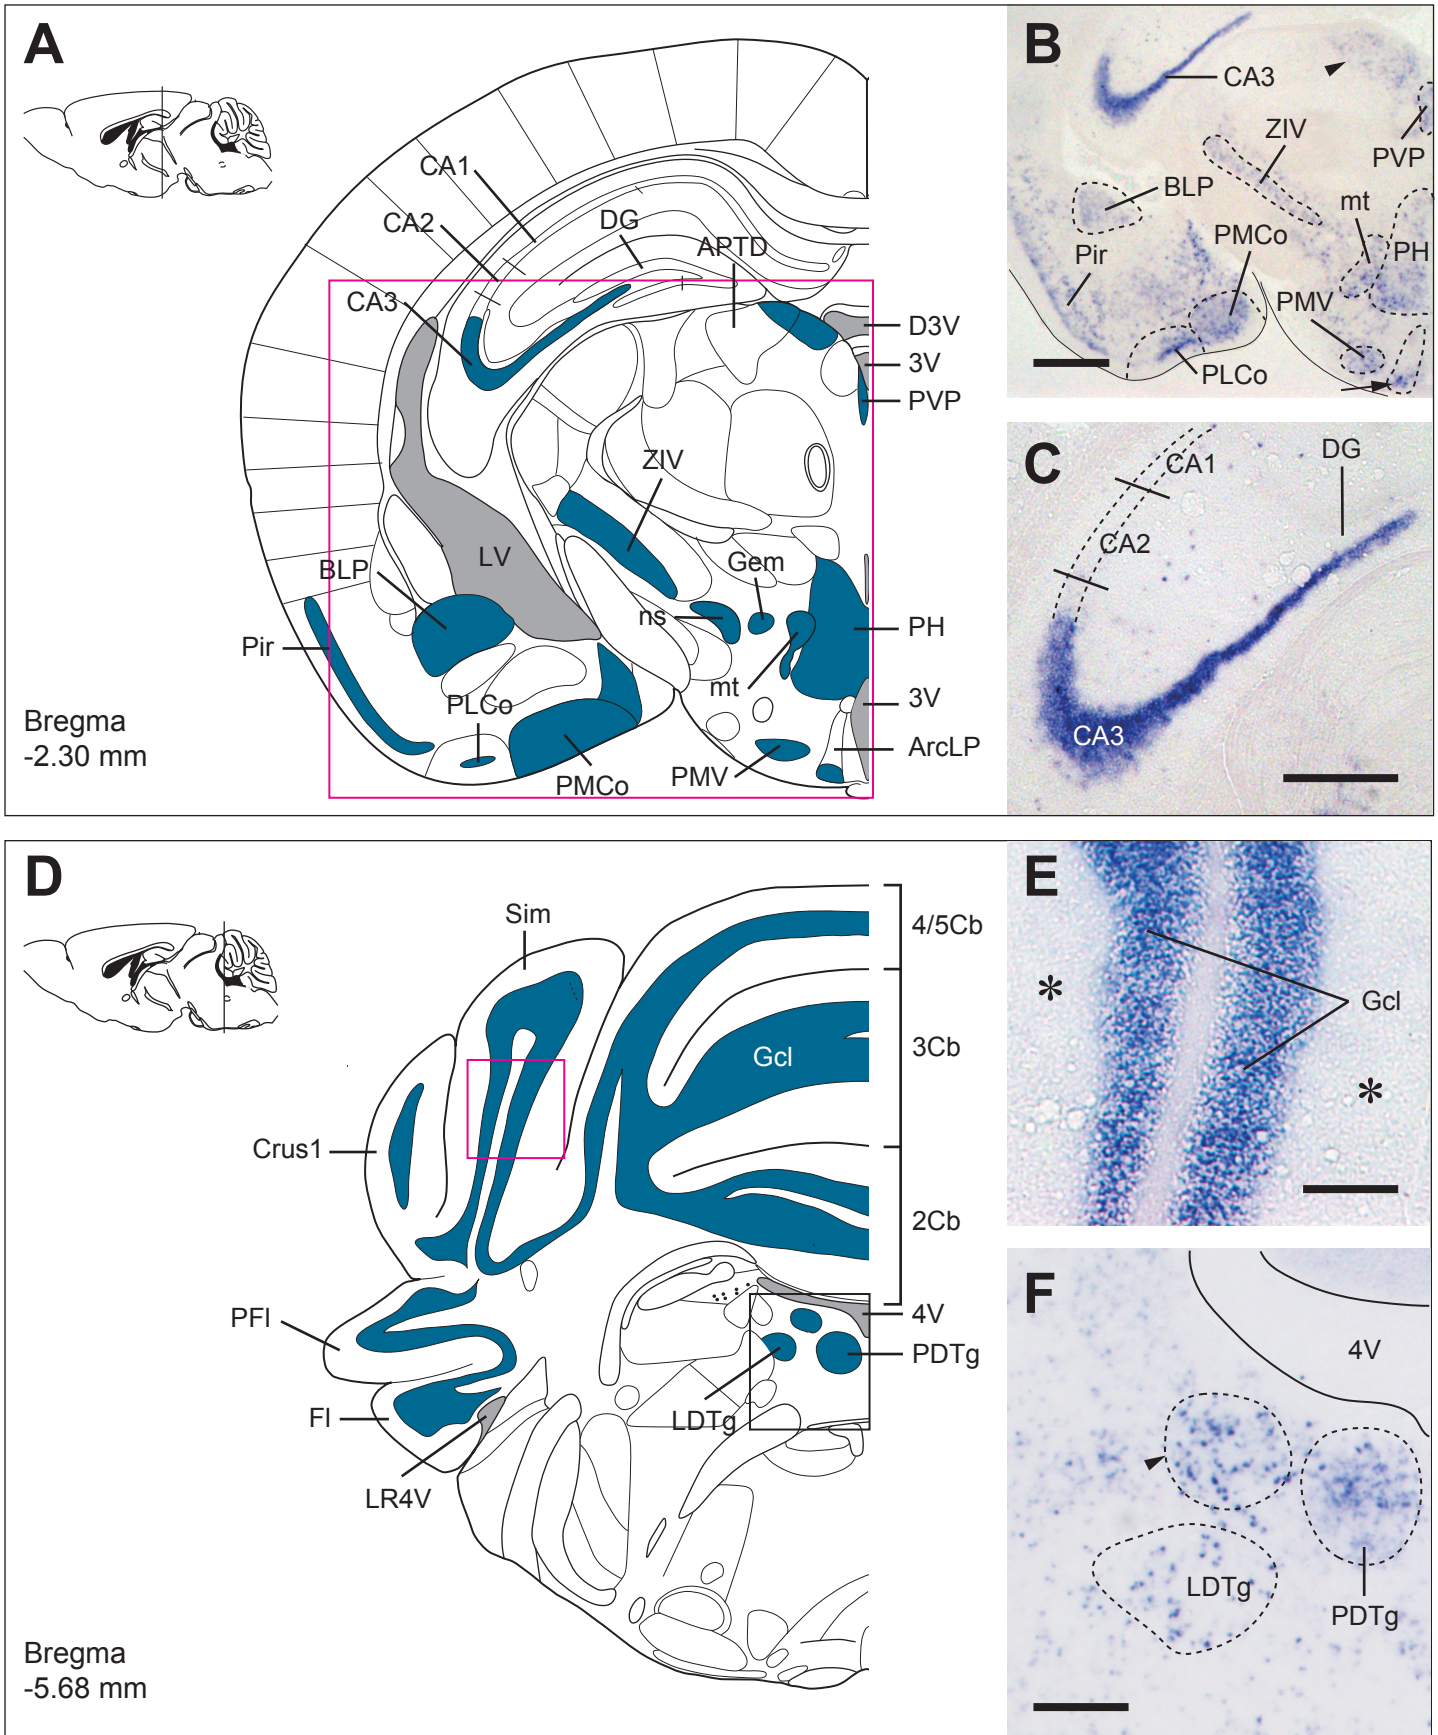 A
CA1
CA2
DG
APTD
CA3
D3V
3V
PVP
ZIV
LV
BLP
Gem
ns
PH
Pir
mt
PLCo
3V
ArcLP
PMV
PMCo
Bregma
-2.30 mm
B
CA3
ZIV
PVP
BLP
mt
PMCo
Pir
PH
PMV
PLCo
C
DG
CA1
CA2
CA3
D
Sim
4/5Cb
3Cb
Gcl
Crus1
2Cb
PFl
4V
PDTg
Fl
LDTg
LR4V
Bregma
-5.68 mm
E
*
Gcl
*
F
4V
LDTg
PDTg